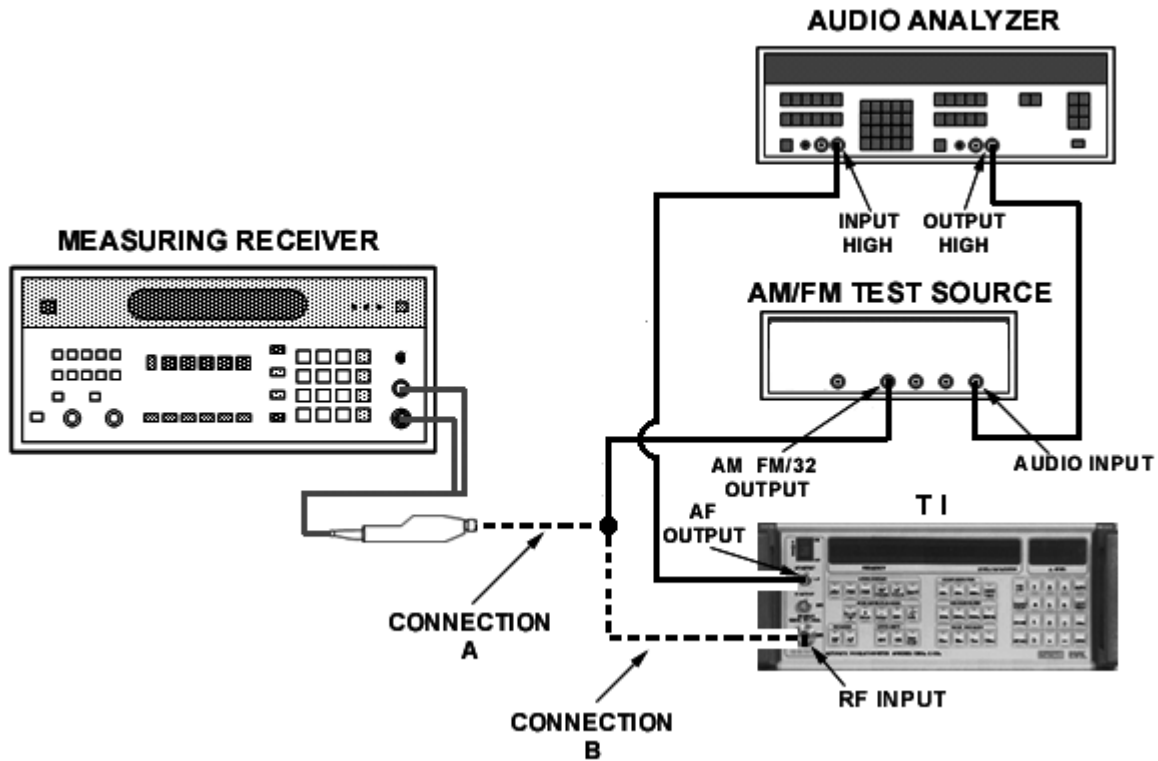 AUDIO ANALYZER
INPUT
HIGH
OUTPUT
HIGH
MEASURING RECEIVER
AM/FM TEST SOURCE
AM FM/32
OUTPUT
AUDIO INPUT
T I
AF
OUTPUT
CONNECTION
A
RF INPUT
CONNECTION
B